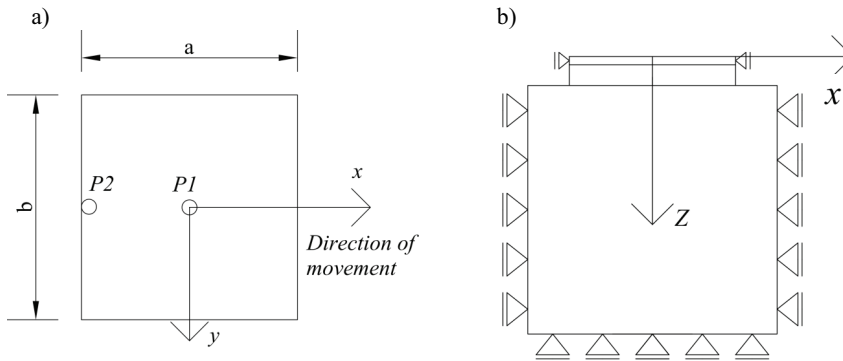 a)
a
b
P2
P1
x
Direction of
movement
y
b)
x
Z